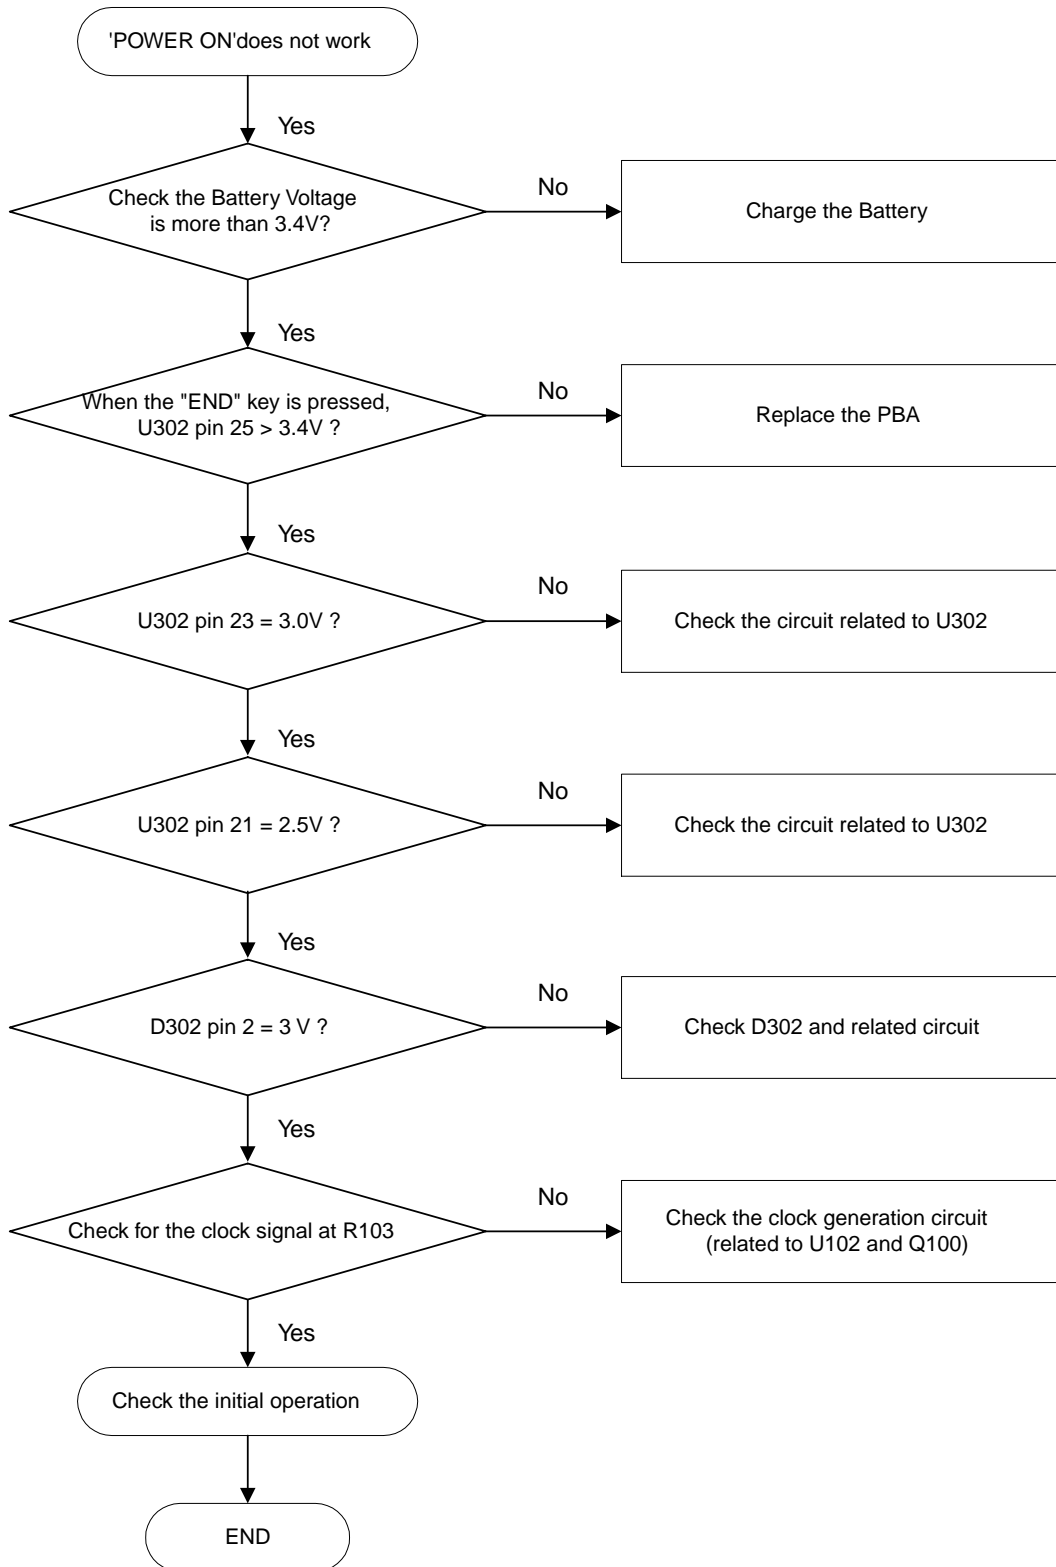 'POWER ON'does not work
Yes
Check the Battery Voltage
is more than 3.4V?
No
Charge the Battery
Yes
When the "END" key is pressed,
U302 pin 25 > 3.4V ?
No
Replace the PBA
Yes
U302 pin 23 = 3.0V ?
No
Check the circuit related to U302
Yes
U302 pin 21 = 2.5V ?
No
Check the circuit related to U302
Yes
D302 pin 2 = 3 V ?
No
Check D302 and related circuit
Yes
Check for the clock signal at R103
No
Check the clock generation circuit
(related to U102 and Q100)
Yes
Check the initial operation
END